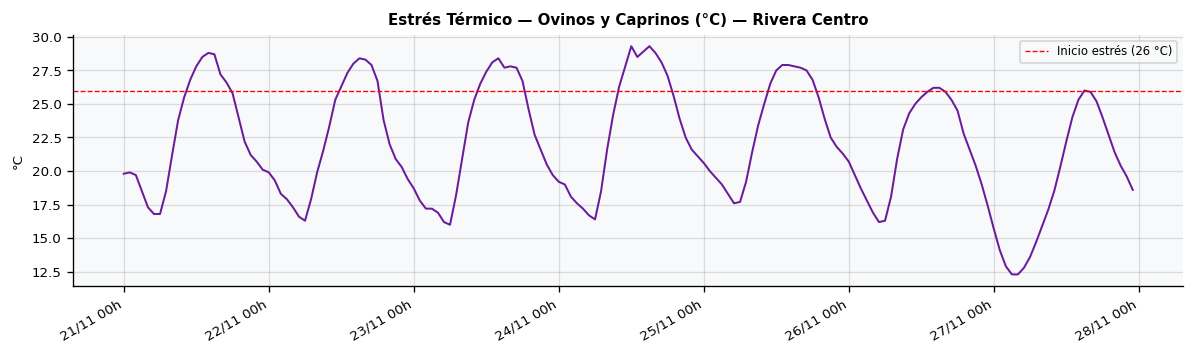 Estrés Térmico — Ovinos y Caprinos (°C) — Rivera Centro
Inicio estrés (26 °C)
°C
30.0
27.5
25.0
22.5
20.0
17.5
15.0
12.5
21/11 00h
22/11 00h
23/11 00h
24/11 00h
25/11 00h
26/11 00h
27/11 00h
28/11 00h